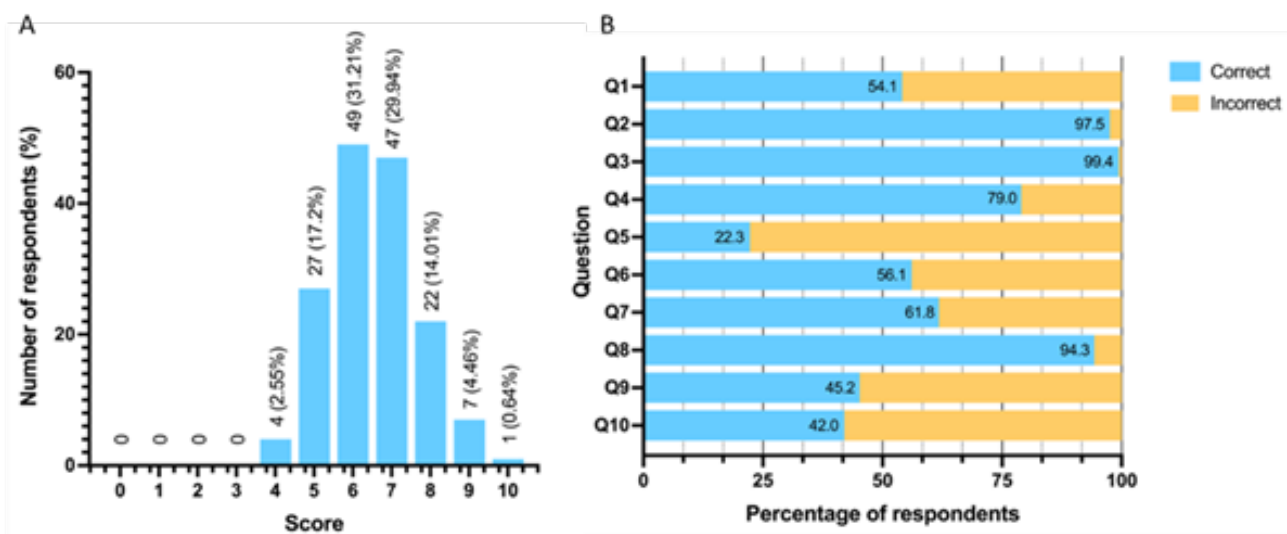 A
Number of respondents (%)
60
40
20
0
0
0
0
0
4 (2.55%)
27 (17.2%)
49 (31.21%)
47 (29.94%)
22 (14.01%)
7 (4.46%)
1 (0.64%)
0 1 2 3 4 5 6 7 8 9 10
Score
B
Question
Q1
54.1
Q2
97.5
Q3
99.4
Q4
79.0
Q5
22.3
Q6
56.1
Q7
61.8
Q8
94.3
Q9
45.2
Q10
42.0
0 25 50 75 100
Percentage of respondents
Correct
Incorrect